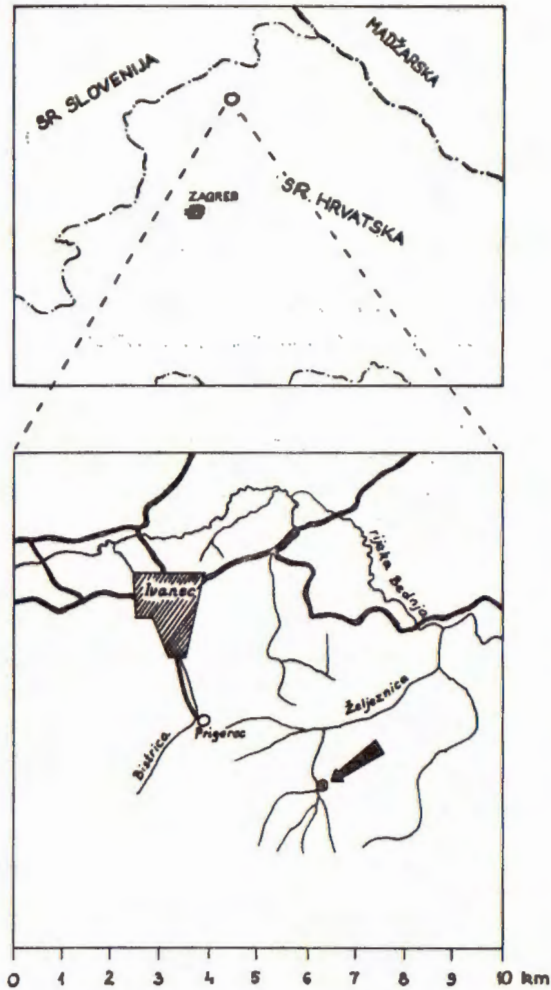 SR SLOVENIJA
MADŽARSKA
ZAGREB
SR. HRVATSKA
rijeka Bednja
Ivanec
Željeznica
Prigorec
Bistrica
0 1 2 3 4 5 6 7 8 9 10 km